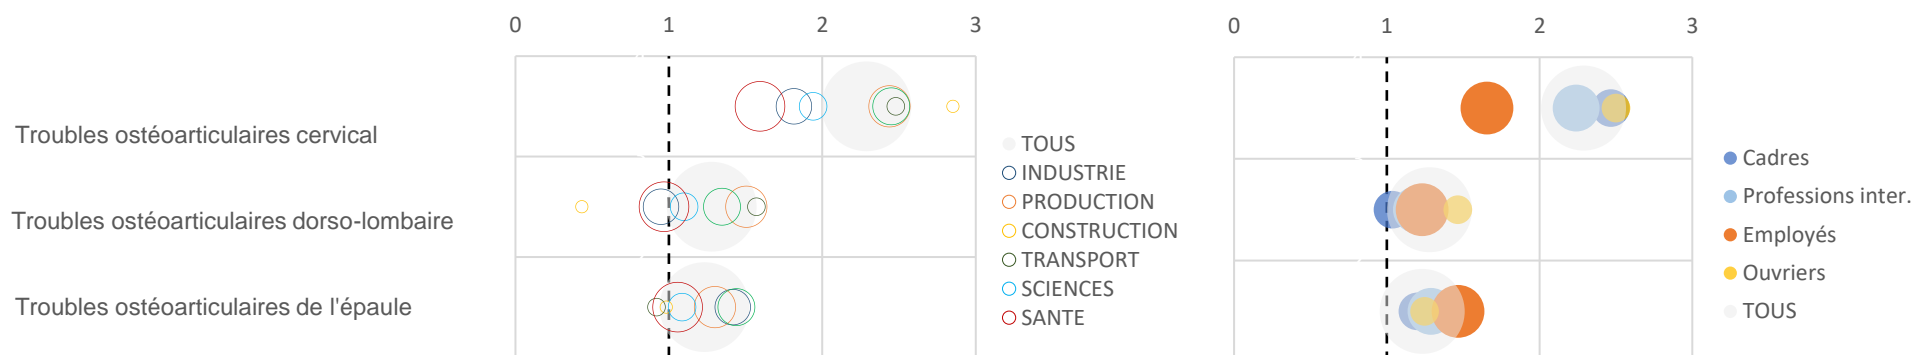 0 1 2 3
0 1 2 3
Troubles ostéoarticulaires cervical
Troubles ostéoarticulaires dorso-lombaire
Troubles ostéoarticulaires de l'épaule
TOUS
INDUSTRIE
PRODUCTION
CONSTRUCTION
TRANSPORT
SCIENCES
SANTE
Cadres
Professions inter.
Employés
Ouvriers
TOUS